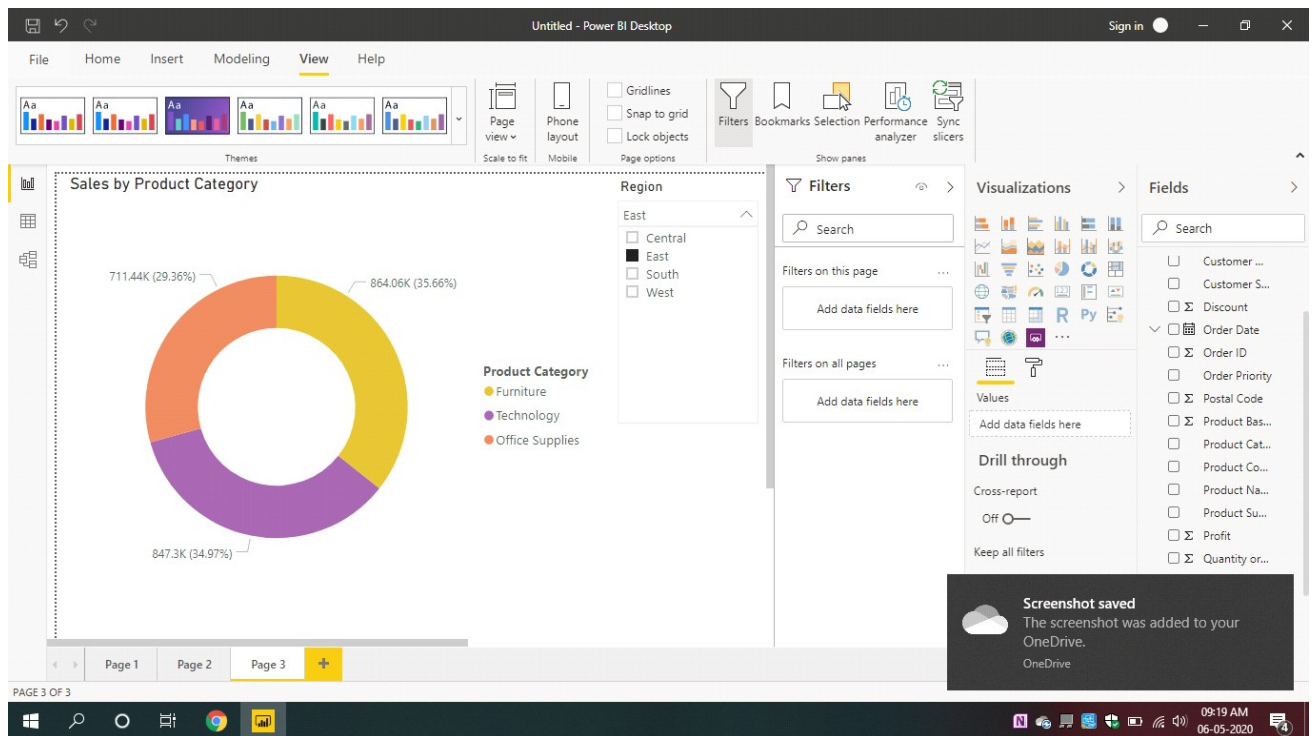 Untitled - Power BI Desktop
Sign in
File Home Insert Modeling View Help
Aa Aa Aa Aa Aa Aa
Page view
Phone layout
Gridlines
Snap to grid
Lock objects
Filters
Bookmarks
Selection
Performance analyzer
Sync slicers
Themes
Scale to fit
Mobile
Page options
Show panes
Sales by Product Category
711.44K (29.36%)
864.06K (35.66%)
847.3K (34.97%)
Product Category
Furniture
Technology
Office Supplies
Region
East
Central
East
South
West
Filters
Search
Filters on this page
...
Add data fields here
Filters on all pages
...
Add data fields here
Visualizations
R Py
...
Values
Add data fields here
Drill through
Cross-report
Off
Keep all filters
Fields
Search
Customer ...
Customer S...
Σ Discount
Order Date
Σ Order ID
Order Priority
Σ Postal Code
Σ Product Bas...
Product Cat...
Product Co...
Product Na...
Product Su...
Σ Profit
Σ Quantity or...
Screenshot saved
The screenshot was added to your
OneDrive.
OneDrive
Page 1 Page 2 Page 3 +
PAGE 3 OF 3
N
09:19 AM
06-05-2020
4